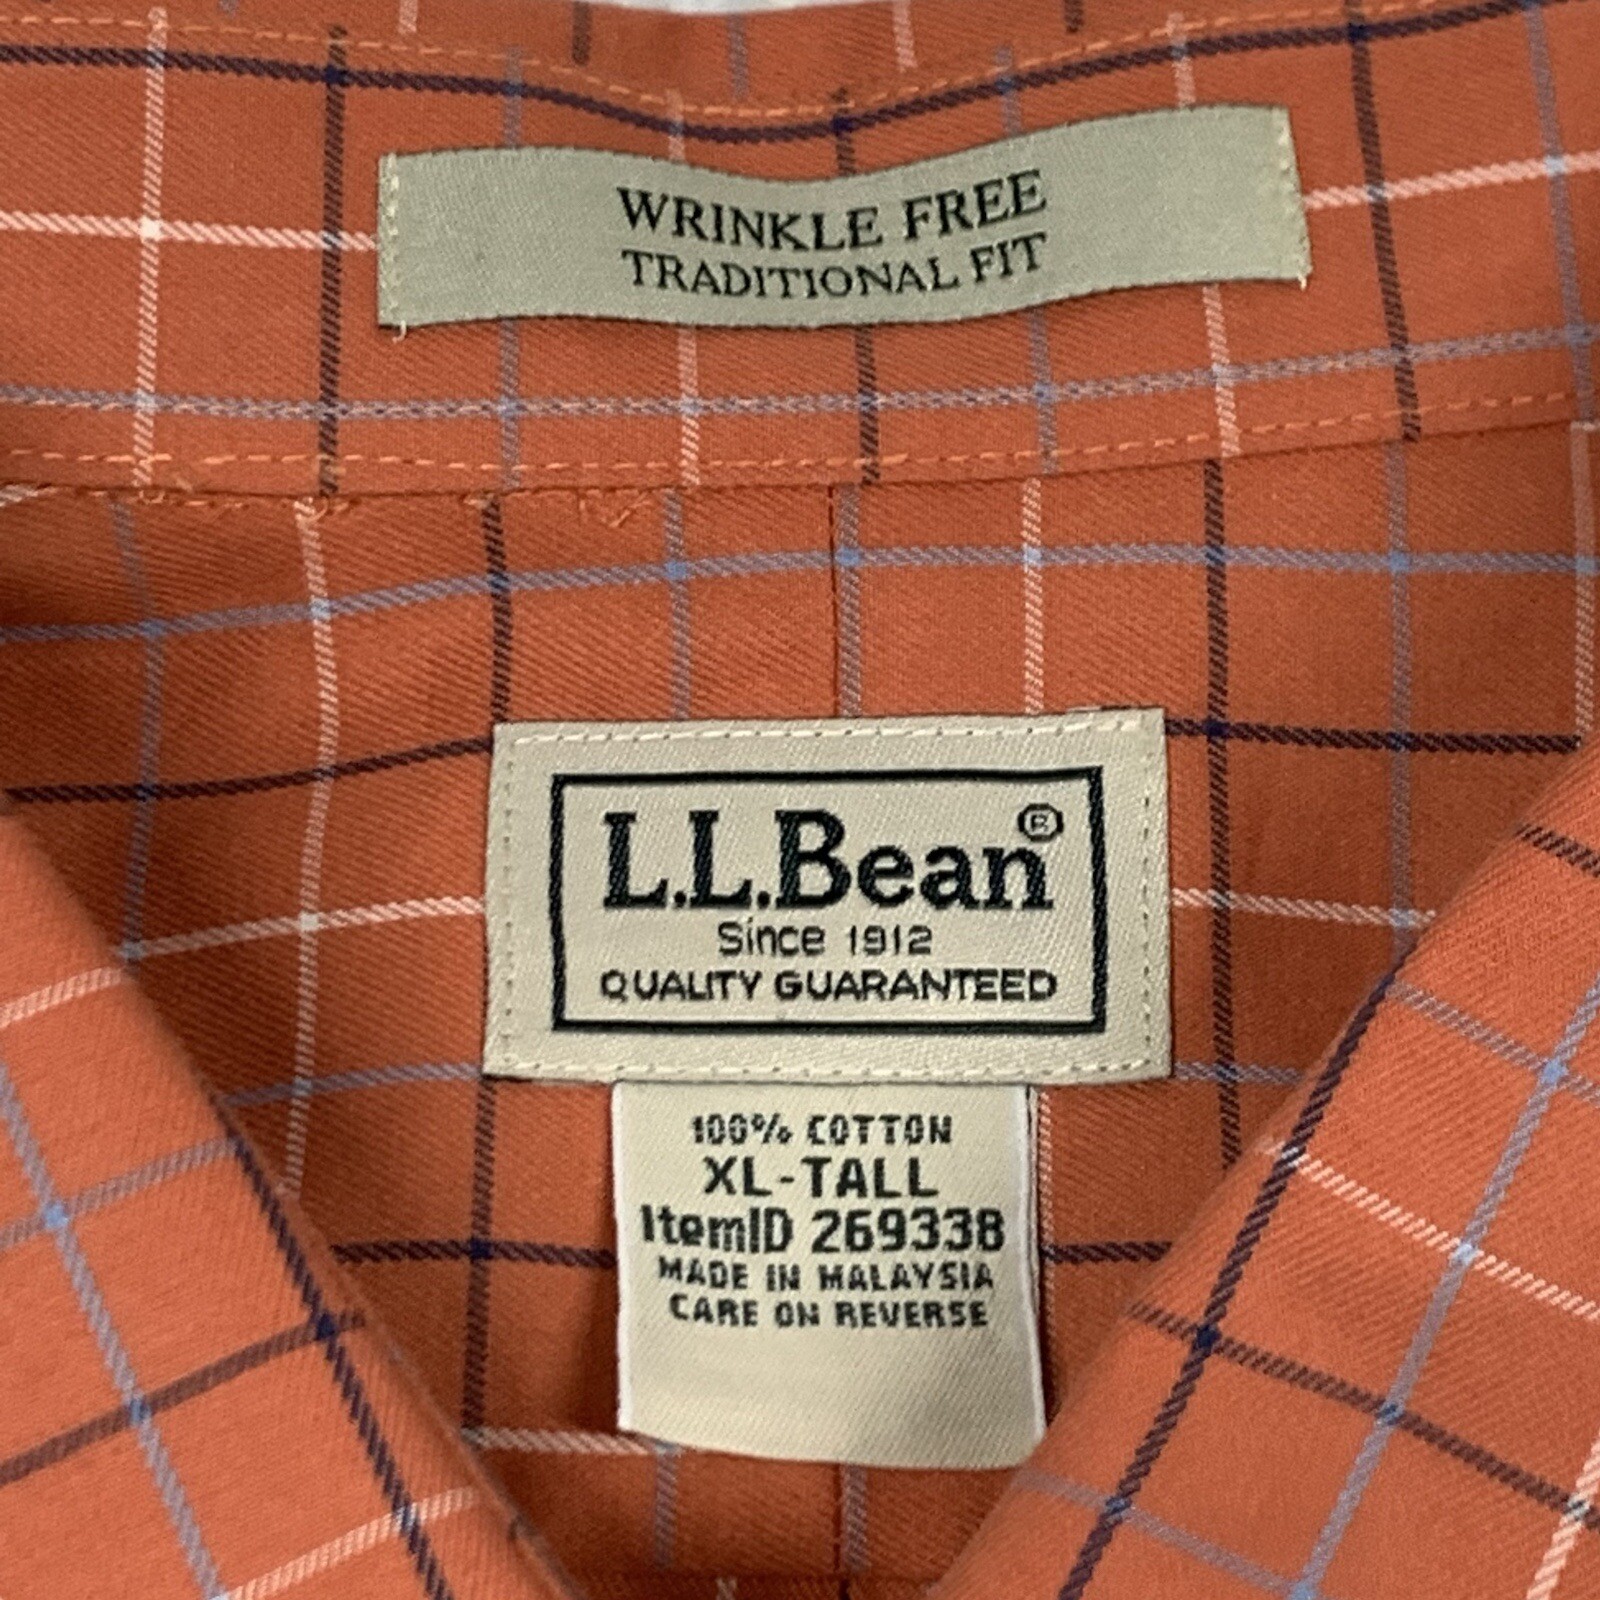 WRINKLE FREE
TRADITIONAL FIT
L.L.Bean®
Since 1912
QUALITY GUARANTEED
100% COTTON
XL-TALL
ItemID 269338
MADE IN MALAYSIA
CARE ON REVERSE